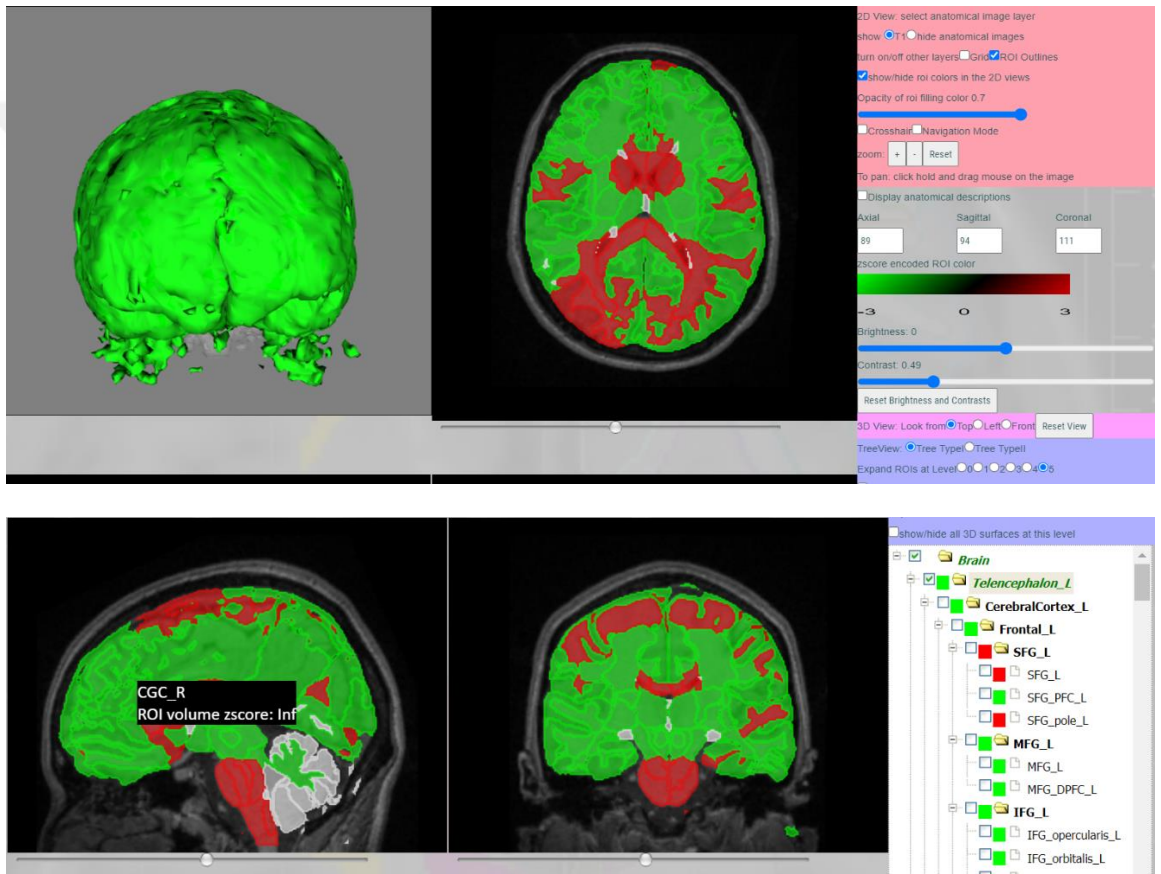 2D View: select anatomical image layer
show T1 hide anatomical images
turn on/off other layers Grid ROI Outlines
show/hide roi colors in the 2D views
Opacity of roi filling color 0.7
Crosshair Navigation Mode
zoom: + - Reset
To pan: click hold and drag mouse on the image
Display anatomical descriptions
Axial Sagittal Coronal
89 94 111
zscore encoded ROI color
-3 0 3
Brightness: 0
Contrast: 0.49
Reset Brightness and Contrasts
3D View: Look from Top Left Front Reset View
TreeView: Tree TypeI Tree TypeII
Expand ROIs at Level 0 1 2 3 4 5
show/hide all 3D surfaces at this level
Brain
Telencephalon_L
CerebralCortex_L
Frontal_L
SFG_L
SFG_L
SFG_PFC_L
SFG_pole_L
MFG_L
MFG_L
MFG_DPFC_L
IFG_L
IFG_opercularis_L
IFG_orbitalis_L
CGC_R
ROI volume zscore: Inf